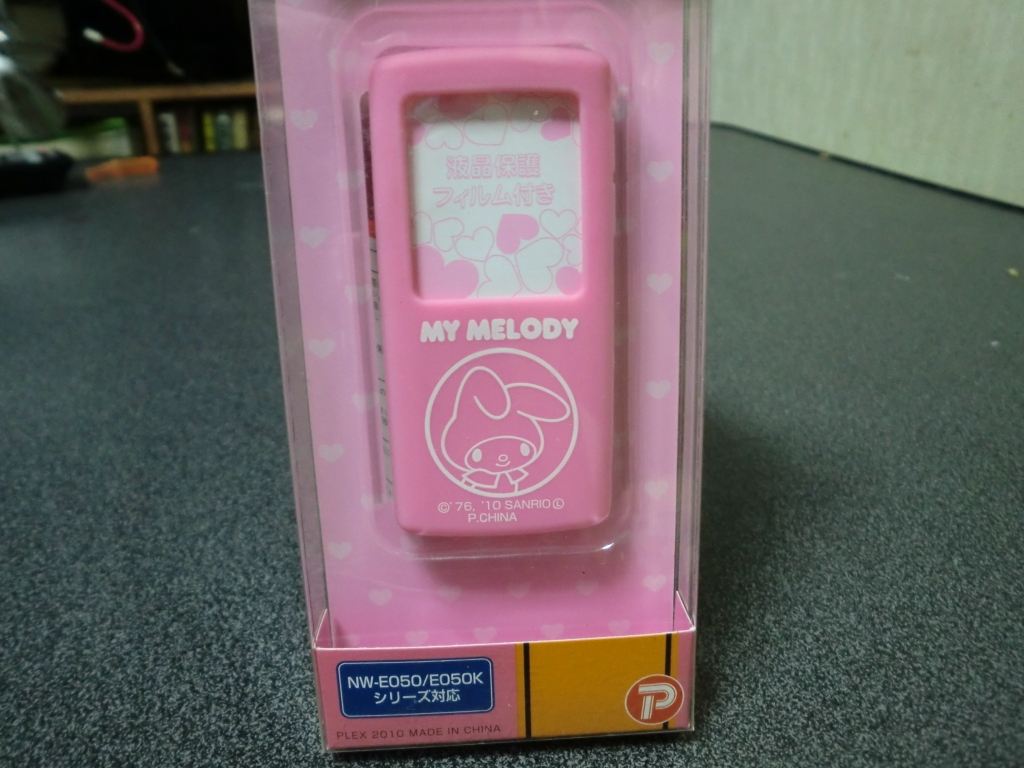 液晶保護
フィルム付き
MY MELODY
©'76, '10 SANRIO Ⓛ
P.CHINA
NW-E050/E050K
シリーズ対応
PLEX 2010 MADE IN CHINA